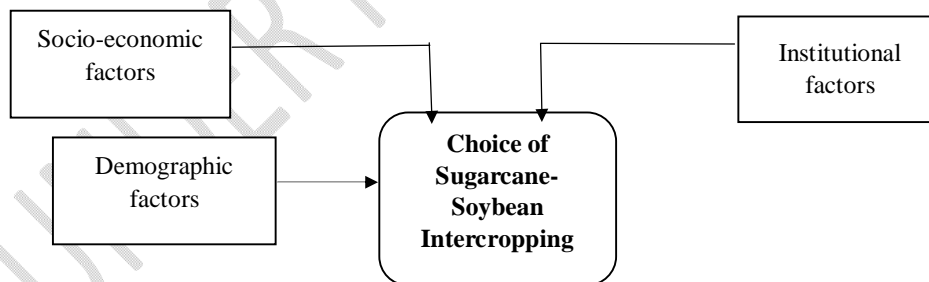 Socio-economic
factors
Institutional
factors
Demographic
factors
Choice of
Sugarcane-
Soybean
Intercropping